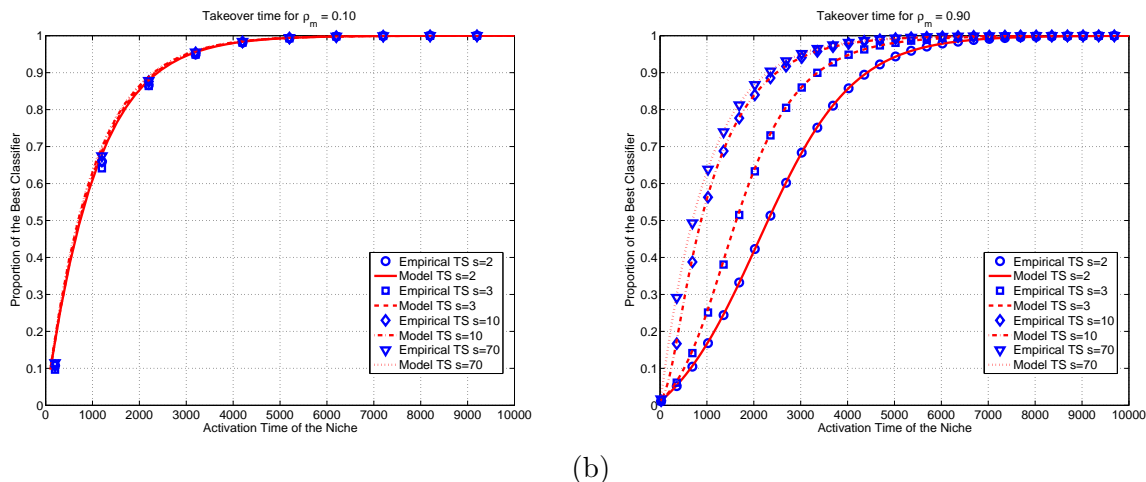 Takeover time for ρm = 0.10
1
0.9
0.8
0.7
0.6
0.5
0.4
0.3
0.2
0.1
0
Proportion of the Best Classifier
Empirical TS s=2
Model TS s=2
Empirical TS s=3
Model TS s=3
Empirical TS s=10
Model TS s=10
Empirical TS s=70
Model TS s=70
0 1000 2000 3000 4000 5000 6000 7000 8000 9000 10000
Activation Time of the Niche
Takeover time for ρm = 0.90
1
0.9
0.8
0.7
0.6
0.5
0.4
0.3
0.2
0.1
0
Proportion of the Best Classifier
Empirical TS s=2
Model TS s=2
Empirical TS s=3
Model TS s=3
Empirical TS s=10
Model TS s=10
Empirical TS s=70
Model TS s=70
0 1000 2000 3000 4000 5000 6000 7000 8000 9000 10000
Activation Time of the Niche
(b)